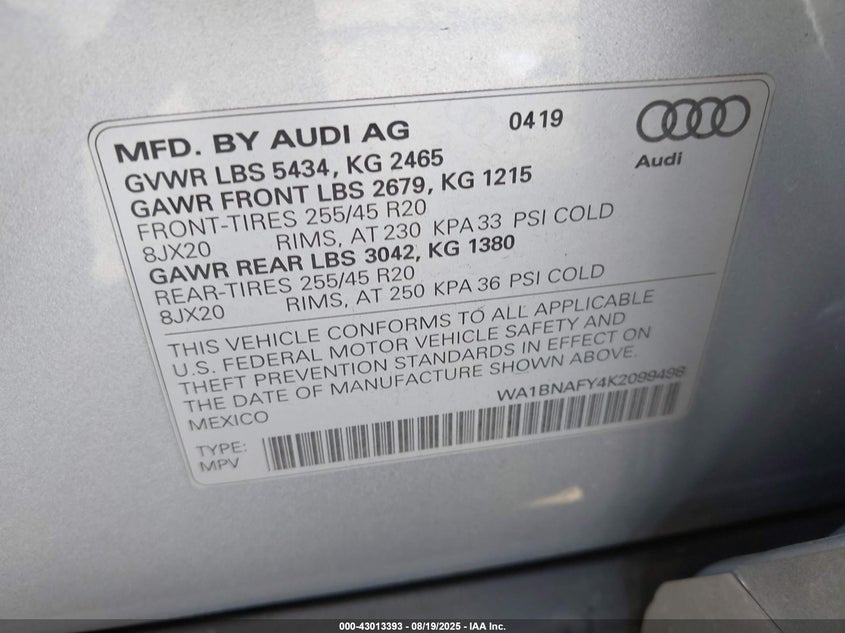 MFD. BY AUDI AG 0419
Audi
GVWR LBS 5434, KG 2465
GAWR FRONT LBS 2679, KG 1215
FRONT-TIRES 255/45 R20
8JX20 RIMS, AT 230 KPA 33 PSI COLD
GAWR REAR LBS 3042, KG 1380
REAR-TIRES 255/45 R20
8JX20 RIMS, AT 250 KPA 36 PSI COLD
THIS VEHICLE CONFORMS TO ALL APPLICABLE
U.S. FEDERAL MOTOR VEHICLE SAFETY AND
THEFT PREVENTION STANDARDS IN EFFECT ON
THE DATE OF MANUFACTURE SHOWN ABOVE.
MEXICO WA1BNAFY4K2099498
TYPE:
MPV
000-43013393 - 08/19/2025 - IAA Inc.